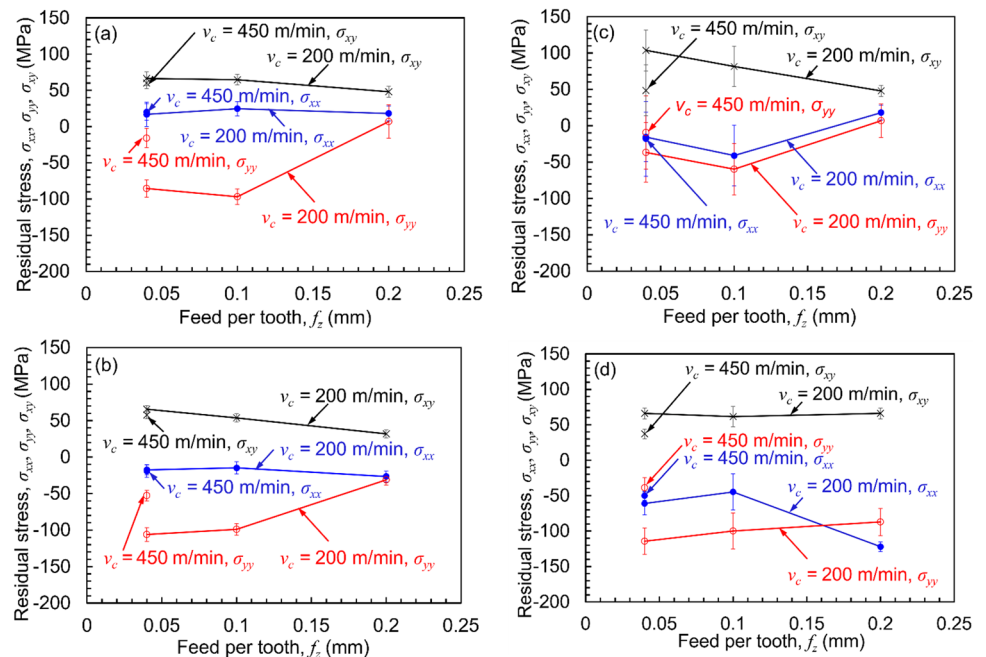 (a)
Residual stress, σxx, σyy, σxy (MPa)
150
100
50
0
-50
-100
-150
-200
vc = 450 m/min, σxy
vc = 200 m/min, σxy
vc = 450 m/min, σxx
vc = 200 m/min, σxx
vc = 450 m/min, σyy
vc = 200 m/min, σyy
0 0.05 0.1 0.15 0.2 0.25
Feed per tooth, fz (mm)
(c)
Residual stress, σxx, σyy, σxy (MPa)
150
100
50
0
-50
-100
-150
-200
vc = 450 m/min, σxy
vc = 200 m/min, σxy
vc = 450 m/min, σyy
vc = 200 m/min, σxx
vc = 450 m/min, σxx
vc = 200 m/min, σyy
0 0.05 0.1 0.15 0.2 0.25
Feed per tooth, fz (mm)
(b)
Residual stress, σxx, σyy, σxy (MPa)
150
100
50
0
-50
-100
-150
-200
vc = 200 m/min, σxy
vc = 450 m/min, σxy
vc = 200 m/min, σxx
vc = 450 m/min, σxx
vc = 450 m/min, σyy
vc = 200 m/min, σyy
0 0.05 0.1 0.15 0.2 0.25
Feed per tooth, fz (mm)
(d)
Residual stress, σxx, σyy, σxy (MPa)
150
100
50
0
-50
-100
-150
-200
vc = 450 m/min, σxy
vc = 200 m/min, σxy
vc = 450 m/min, σyy
vc = 450 m/min, σxx
vc = 200 m/min, σxx
vc = 200 m/min, σyy
0 0.05 0.1 0.15 0.2 0.25
Feed per tooth, fz (mm)